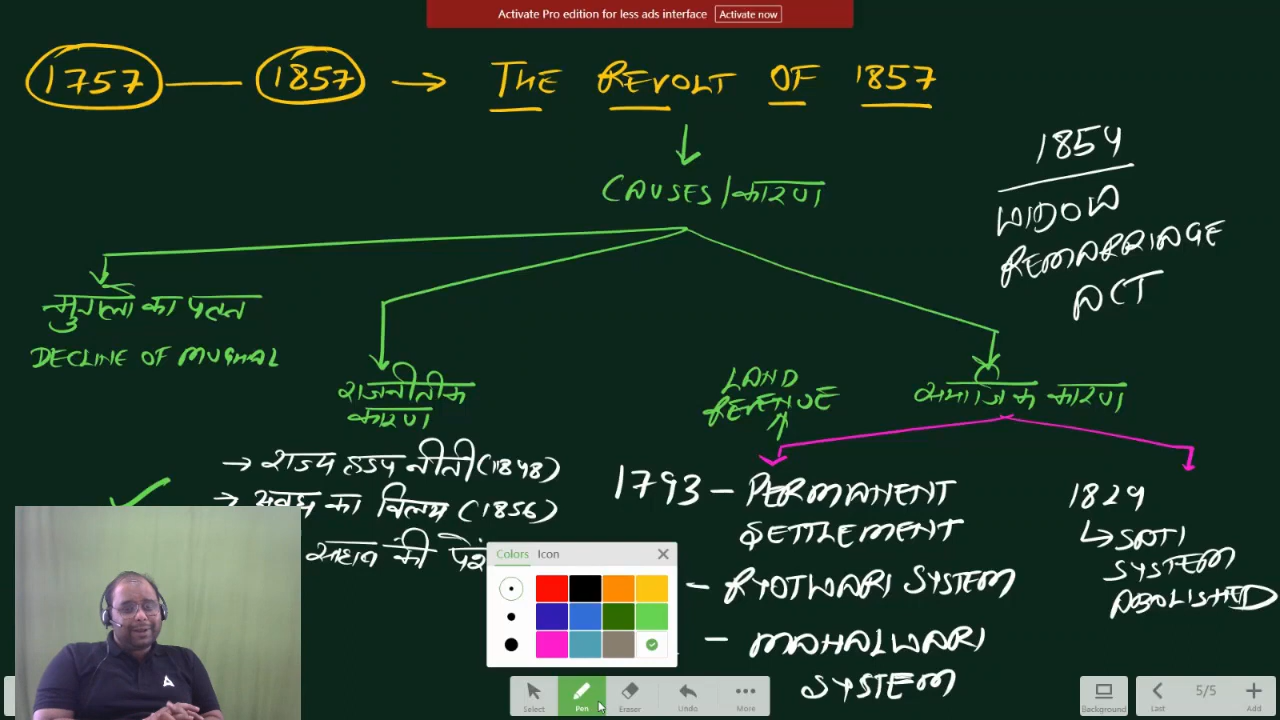 Activate Pro edition for less ads interface Activate now
1757 — 1857 → THE REVOLT OF 1857
CAUSES/कारण
1854
WIDOW
REMARRIAGE
ACT
मुगलो का पतन
DECLINE OF MUGHAL
राजनीतीक
कारण
→ राज्य हडप नीती (1848)
→ अवध का विलय (1856)
साहब की
LAND
REVENUE
समाजिक कारण
1793 – PERMANENT
SETTLEMENT
– RYOTWARI SYSTEM
– MAHALWARI
SYSTEM
1829
↳ SATI
SYSTEM
ABOLISHED
Colors Icon
Select Pen Eraser Undo More
Background Last 5/5 Add